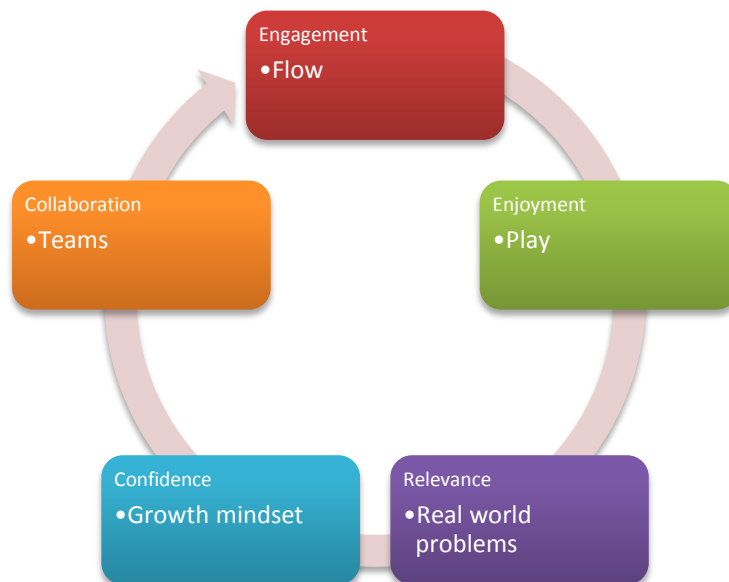 Engagement
•Flow
Enjoyment
•Play
Relevance
•Real world
problems
Confidence
•Growth mindset
Collaboration
•Teams